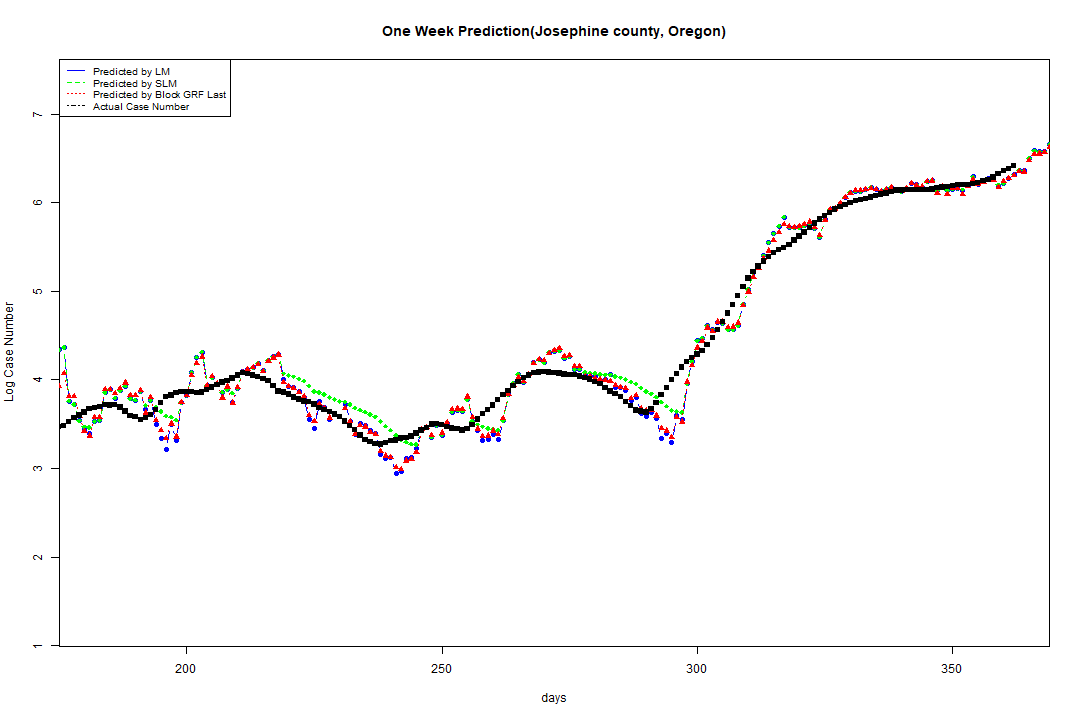 One Week Prediction(Josephine county, Oregon)
Predicted by LM
Predicted by SLM
Predicted by Block GRF Last
Actual Case Number
7
6
5
4
3
2
1
Log Case Number
200
250
300
350
days